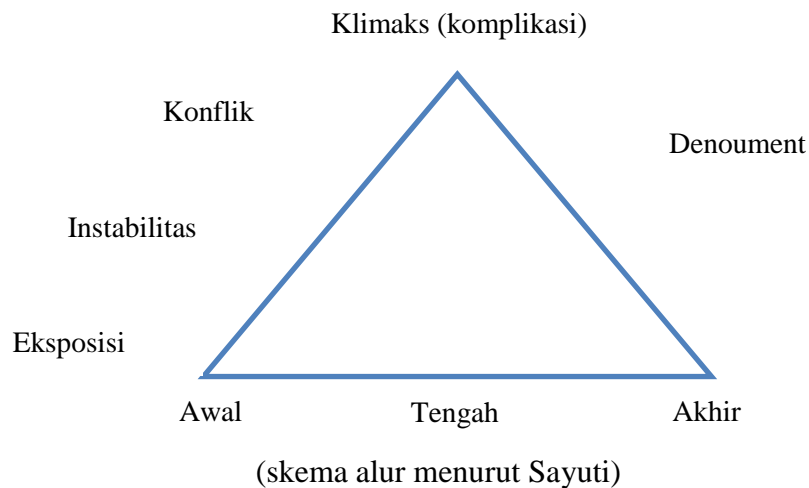 Klimaks (komplikasi)
Konflik
Denoument
Instabilitas
Eksposisi
Awal
Tengah
Akhir
(skema alur menurut Sayuti)